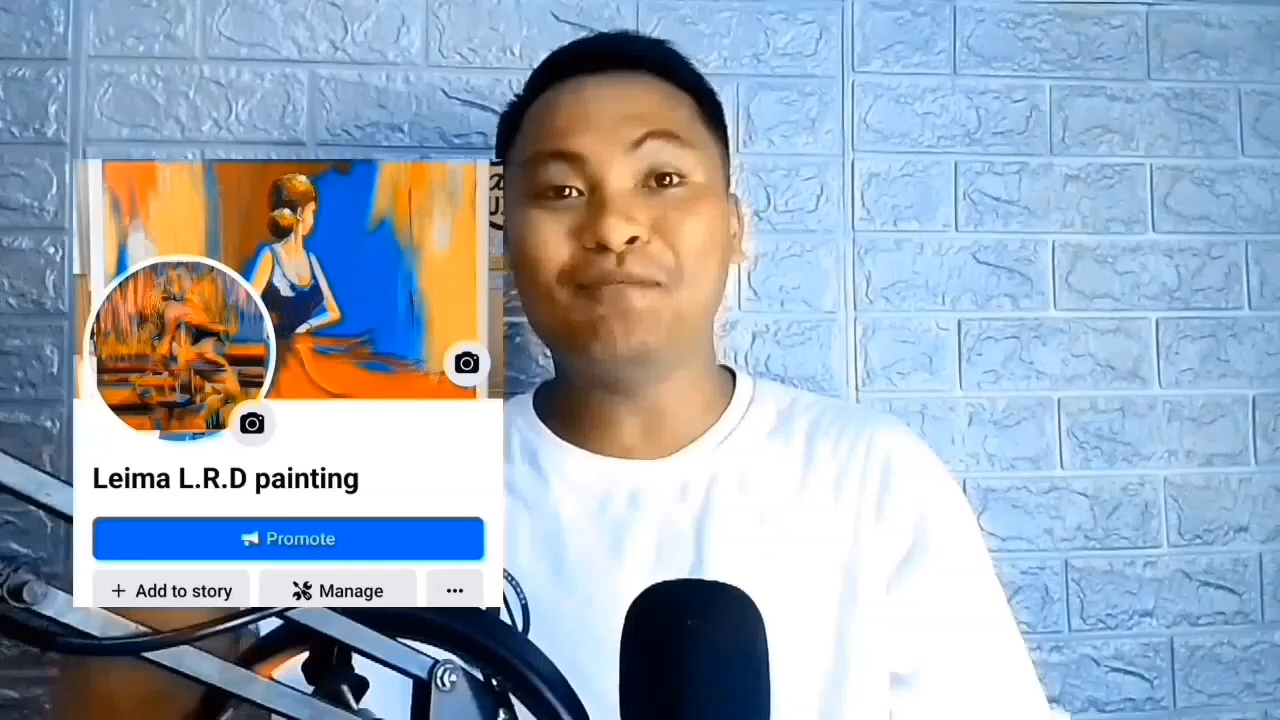 Leima L.R.D painting
Promote
+ Add to story
Manage